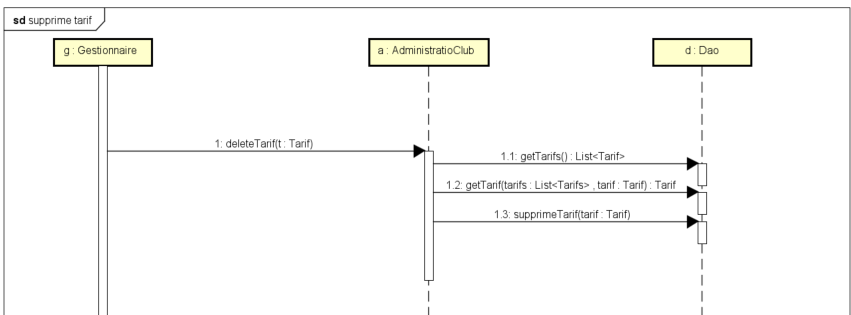 sd supprime tarif
g : Gestionnaire
a : AdministratioClub
d : Dao
1: deleteTarif(t : Tarif)
1.1: getTarifs() : List<Tarif>
1.2: getTarif(tarifs : List<Tarifs> , tarif : Tarif) : Tarif
1.3: supprimeTarif(tarif : Tarif)